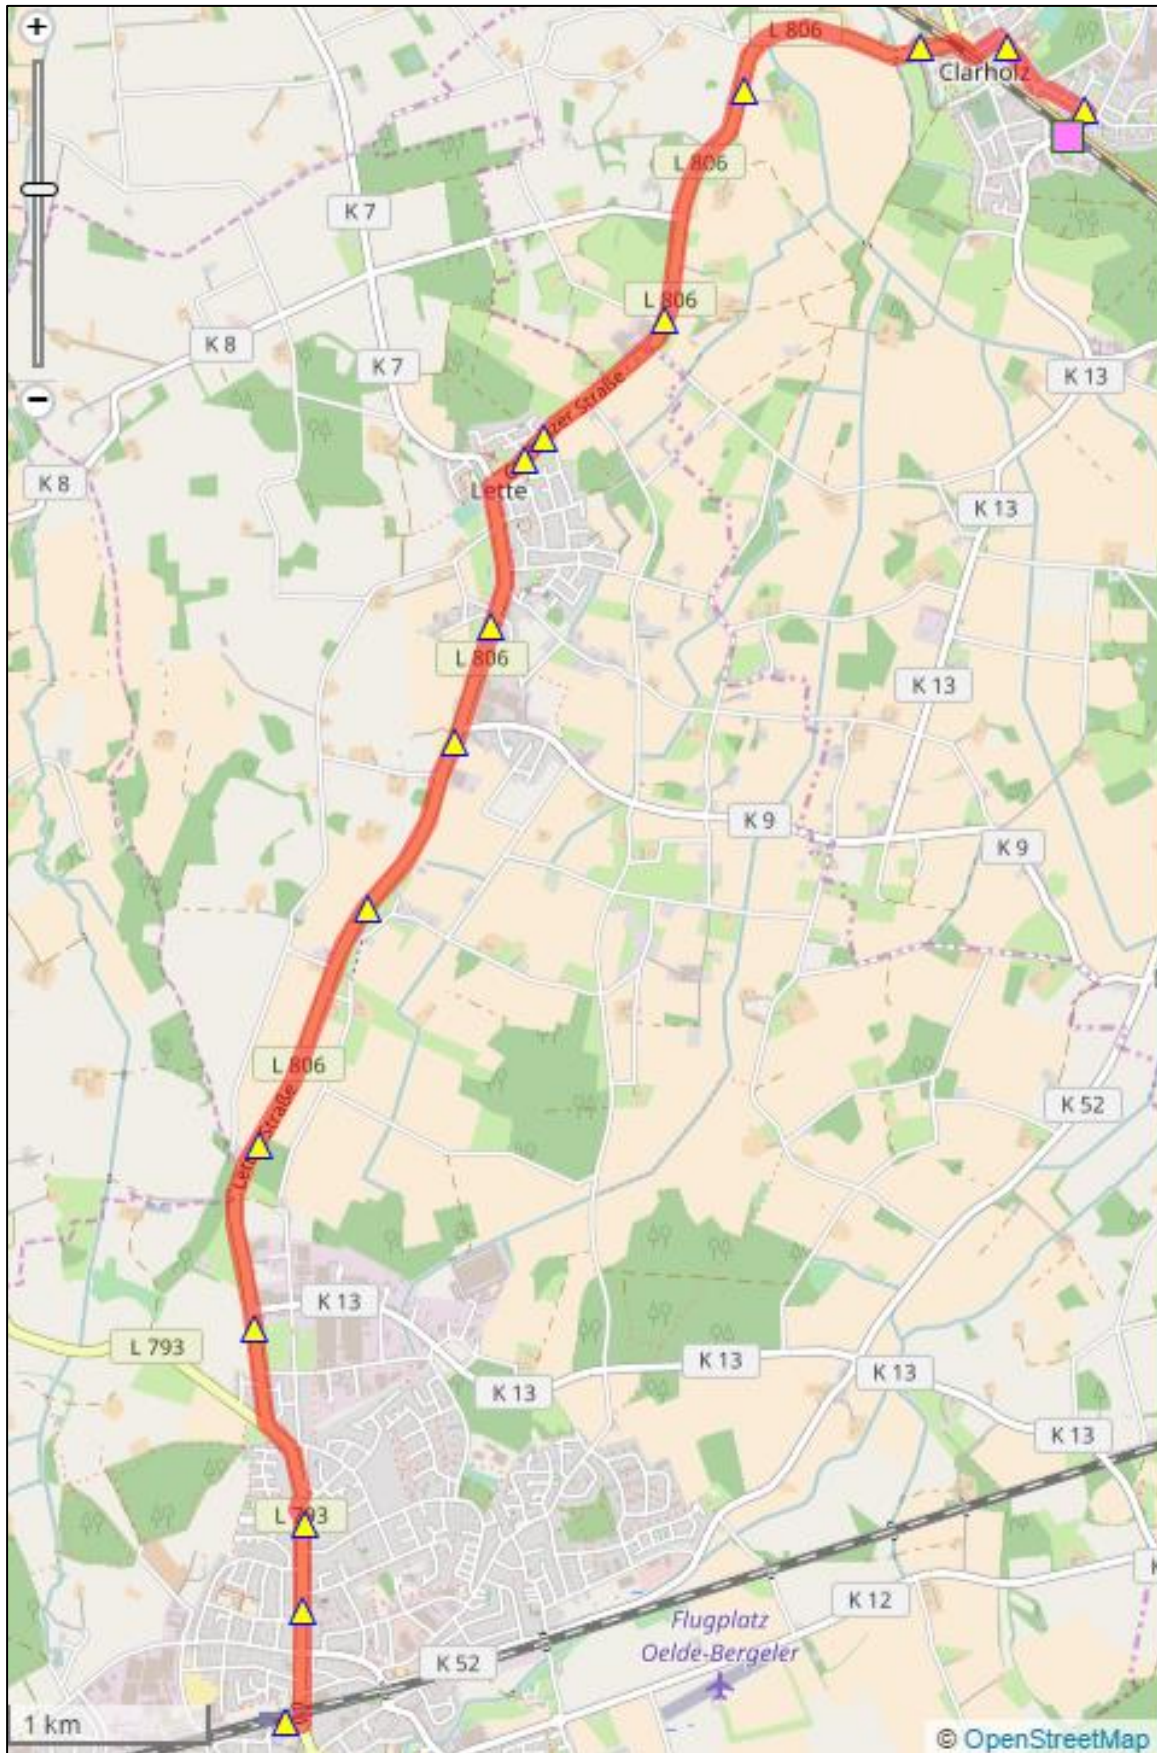 +
L 806
Clarholz
L 806
K 7
L 806
K 8
K 7
K 13
zer Straße
K 8
Lette
K 13
L 806
K 13
K 9
K 9
L 806
K 52
Straße
K 13
L 793
K 13
K 13
K 13
K 13
L 793
K 12
Flugplatz
Oelde-Bergeler
K 52
1 km
© OpenStreetMap